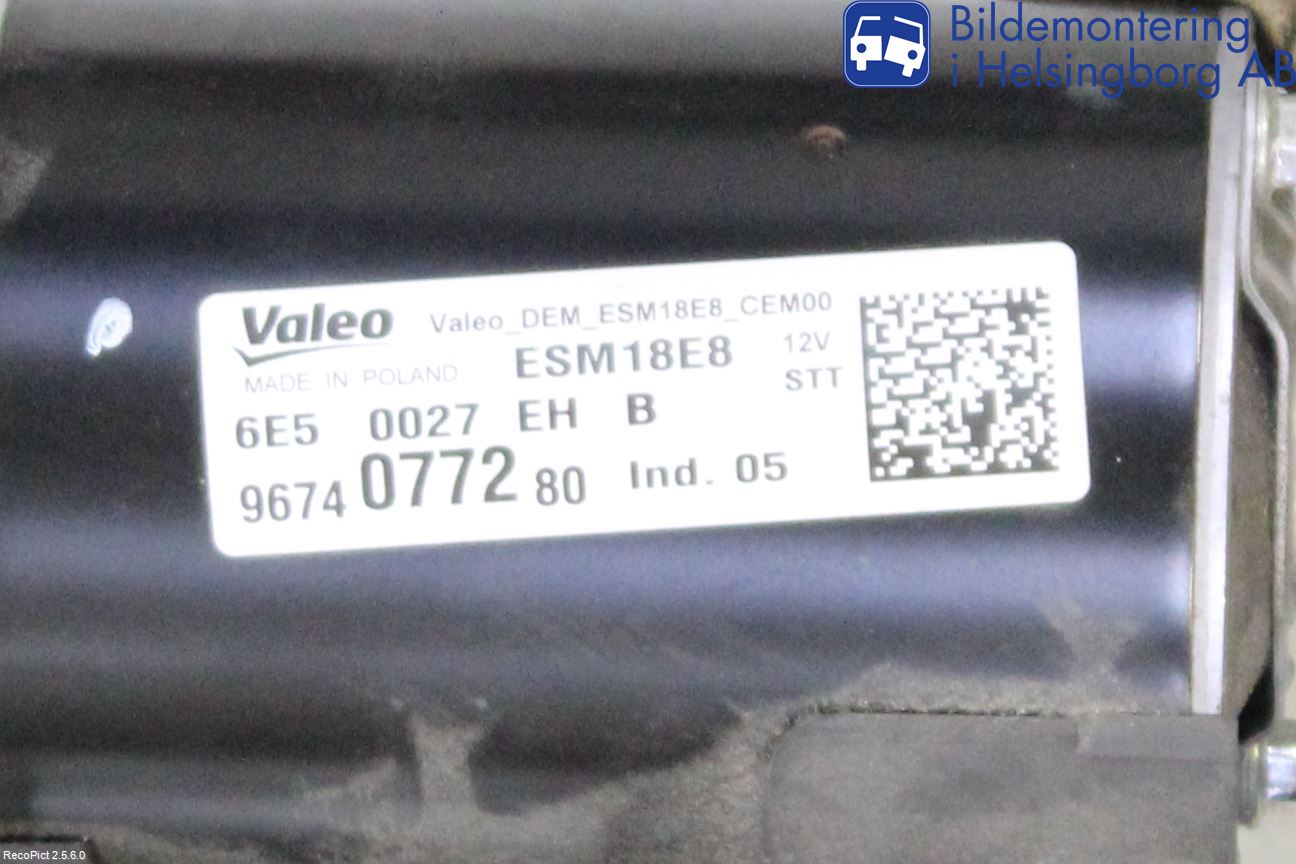 Bildemontering
i Helsingborg AB
Valeo Valeo_DEM_ESM18E8_CEM00
MADE IN POLAND ESM18E8 12V
STT
6E5 0027 EH B
9674 0772 80 Ind. 05
RecoPict 2.5.6.0